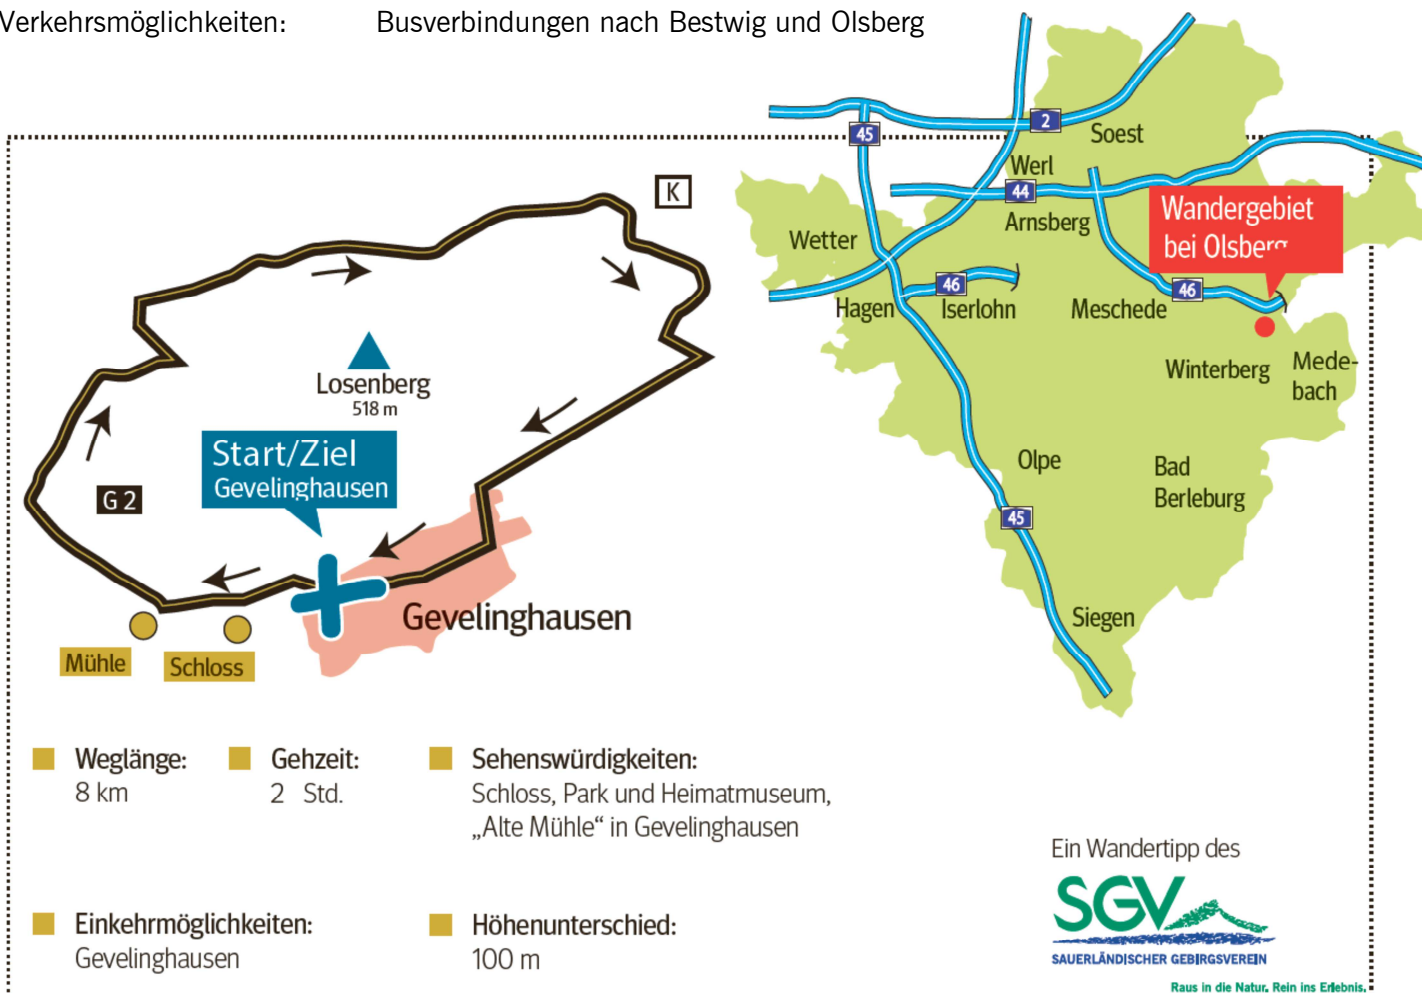 Verkehrsmöglichkeiten: Busverbindungen nach Bestwig und Olsberg
K
Losenberg
518 m
Start/Ziel
Gevelinghausen
G 2
Gevelinghausen
Mühle
Schloss
2
45
Soest
Werl
44
Arnsberg
Wandergebiet
bei Olsberg
Wetter
46
46
Hagen
Iserlohn
Meschede
Winterberg
Mede-
bach
Olpe
Bad
Berleburg
45
Siegen
Weglänge:
8 km
Gehzeit:
2 Std.
Sehenswürdigkeiten:
Schloss, Park und Heimatmuseum,
„Alte Mühle“ in Gevelinghausen
Einkehrmöglichkeiten:
Gevelinghausen
Höhenunterschied:
100 m
Ein Wandertipp des
SGV
SAUERLÄNDISCHER GEBIRGSVEREIN
Raus in die Natur. Rein ins Erlebnis.